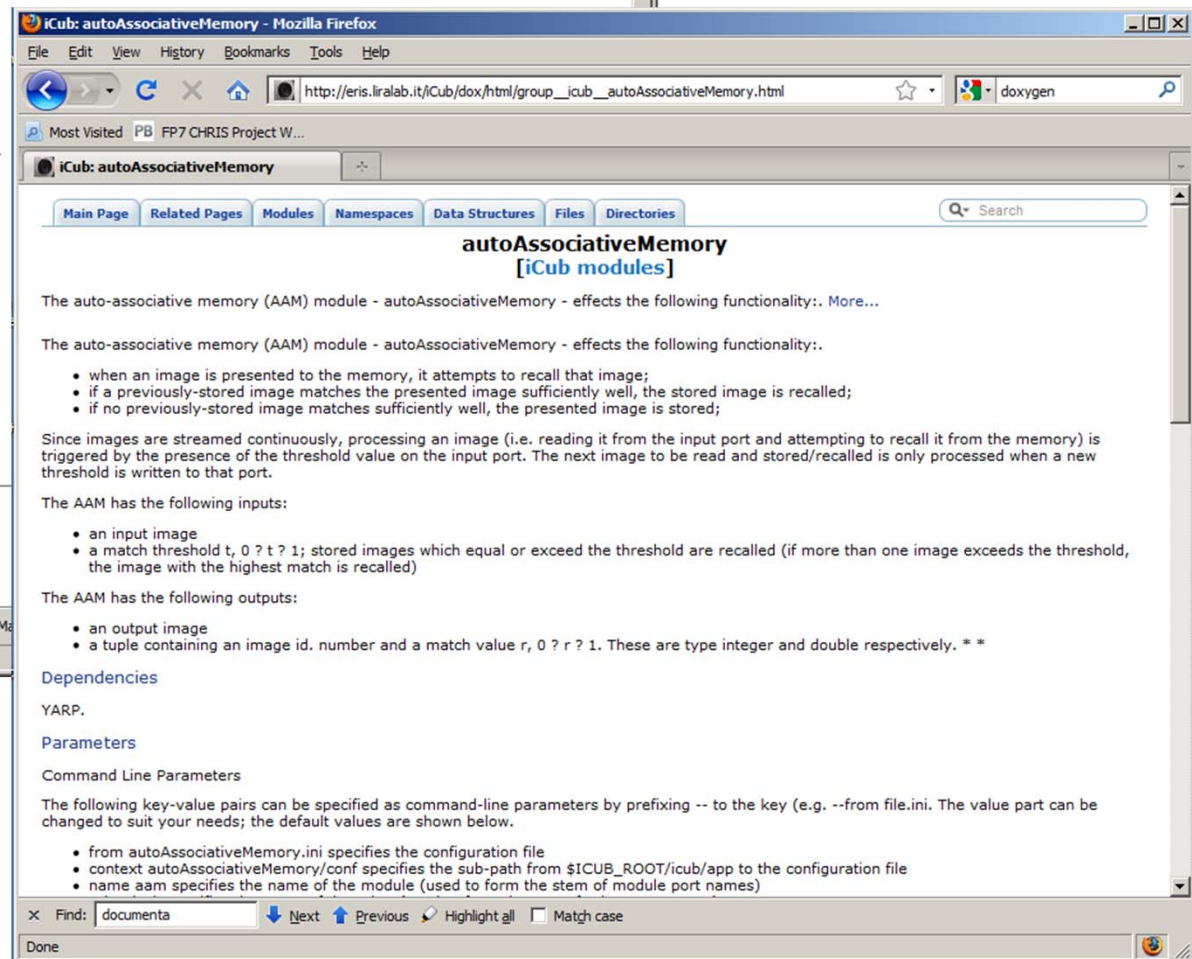 iCub: autoAssociativeMemory - Mozilla Firefox
File Edit View History Bookmarks Tools Help
http://eris.liralab.it/iCub/dox/html/group__icub__autoAssociativeMemory.html
doxygen
Most Visited PB FP7 CHRIS Project W...
iCub: autoAssociativeMemory
Main Page Related Pages Modules Namespaces Data Structures Files Directories Search
autoAssociativeMemory
[iCub modules]
The auto-associative memory (AAM) module - autoAssociativeMemory - effects the following functionality:. More...
The auto-associative memory (AAM) module - autoAssociativeMemory - effects the following functionality:.
• when an image is presented to the memory, it attempts to recall that image;
• if a previously-stored image matches the presented image sufficiently well, the stored image is recalled;
• if no previously-stored image matches sufficiently well, the presented image is stored;
Since images are streamed continuously, processing an image (i.e. reading it from the input port and attempting to recall it from the memory) is
triggered by the presence of the threshold value on the input port. The next image to be read and stored/recalled is only processed when a new
threshold is written to that port.
The AAM has the following inputs:
• an input image
• a match threshold t, 0 ? t ? 1; stored images which equal or exceed the threshold are recalled (if more than one image exceeds the threshold,
the image with the highest match is recalled)
The AAM has the following outputs:
Ma
• an output image
• a tuple containing an image id. number and a match value r, 0 ? r ? 1. These are type integer and double respectively. * *
Dependencies
YARP.
Parameters
Command Line Parameters
The following key-value pairs can be specified as command-line parameters by prefixing -- to the key (e.g. --from file.ini. The value part can be
changed to suit your needs; the default values are shown below.
• from autoAssociativeMemory.ini specifies the configuration file
• context autoAssociativeMemory/conf specifies the sub-path from $ICUB_ROOT/icub/app to the configuration file
• name aam specifies the name of the module (used to form the stem of module port names)
Find: documenta Next Previous Highlight all Match case
Done